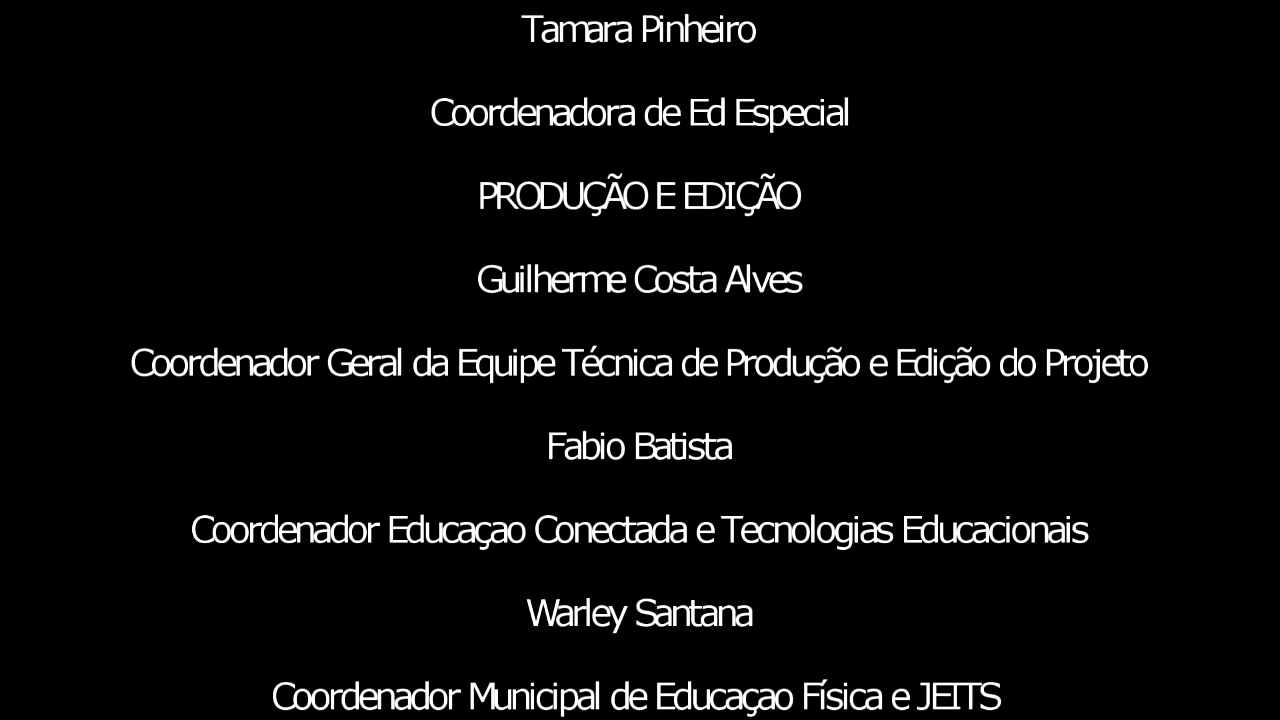 Tamara Pinheiro
Coordenadora de Ed Especial
PRODUÇÃO E EDIÇÃO
Guilherme Costa Alves
Coordenador Geral da Equipe Técnica de Produção e Edição do Projeto
Fabio Batista
Coordenador Educaçao Conectada e Tecnologias Educacionais
Warley Santana
Coordenador Municipal de Educaçao Física e JEITS